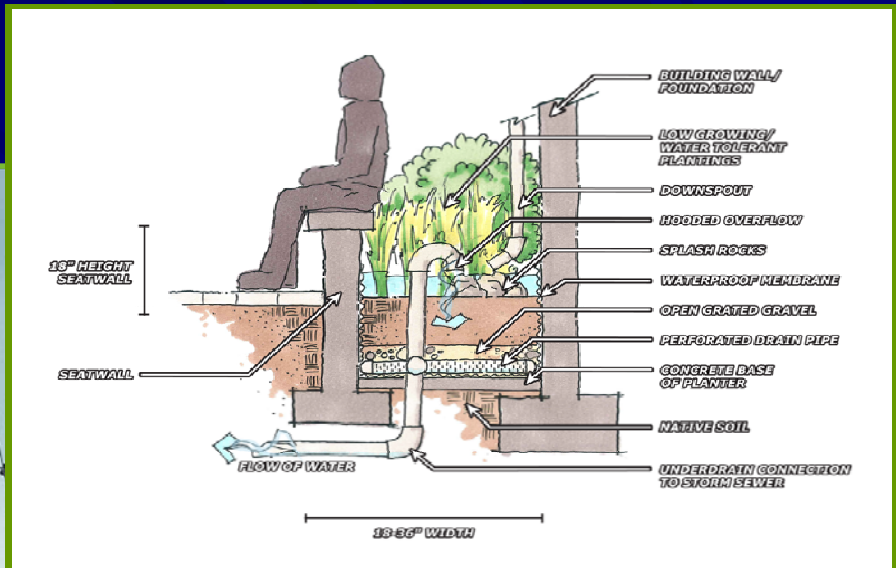 BUILDING WALL/
FOUNDATION
LOW GROWING/
WATER TOLERANT
PLANTINGS
DOWNSPOUT
HOODED OVERFLOW
SPLASH ROCKS
18" HEIGHT
SEATWALL
WATERPROOF MEMBRANE
OPEN GRATED GRAVEL
PERFORATED DRAIN PIPE
SEATWALL
CONCRETE BASE
OF PLANTER
NATIVE SOIL
FLOW OF WATER
UNDERDRAIN CONNECTION
TO STORM SEWER
18-36" WIDTH